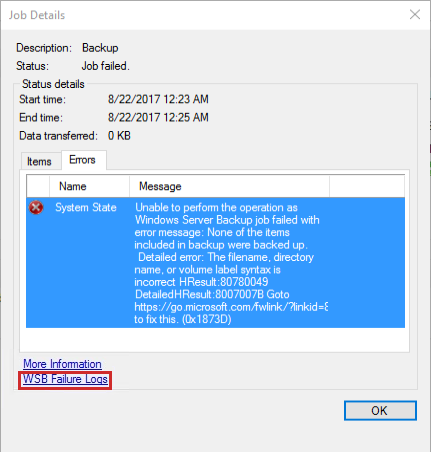 Job Details
Description: Backup
Status: Job failed.
Status details
Start time: 8/22/2017 12:23 AM
End time: 8/22/2017 12:25 AM
Data transferred: 0 KB
Items Errors
Name Message
System State Unable to perform the operation as
Windows Server Backup job failed with
error message: None of the items
included in backup were backed up.
Detailed error: The filename, directory
name, or volume label syntax is
incorrect HResult:80780049
DetailedHResult:8007007B Goto
https://go.microsoft.com/fwlink/?linkid=
to fix this. (0x1873D)
More Information
WSB Failure Logs
OK